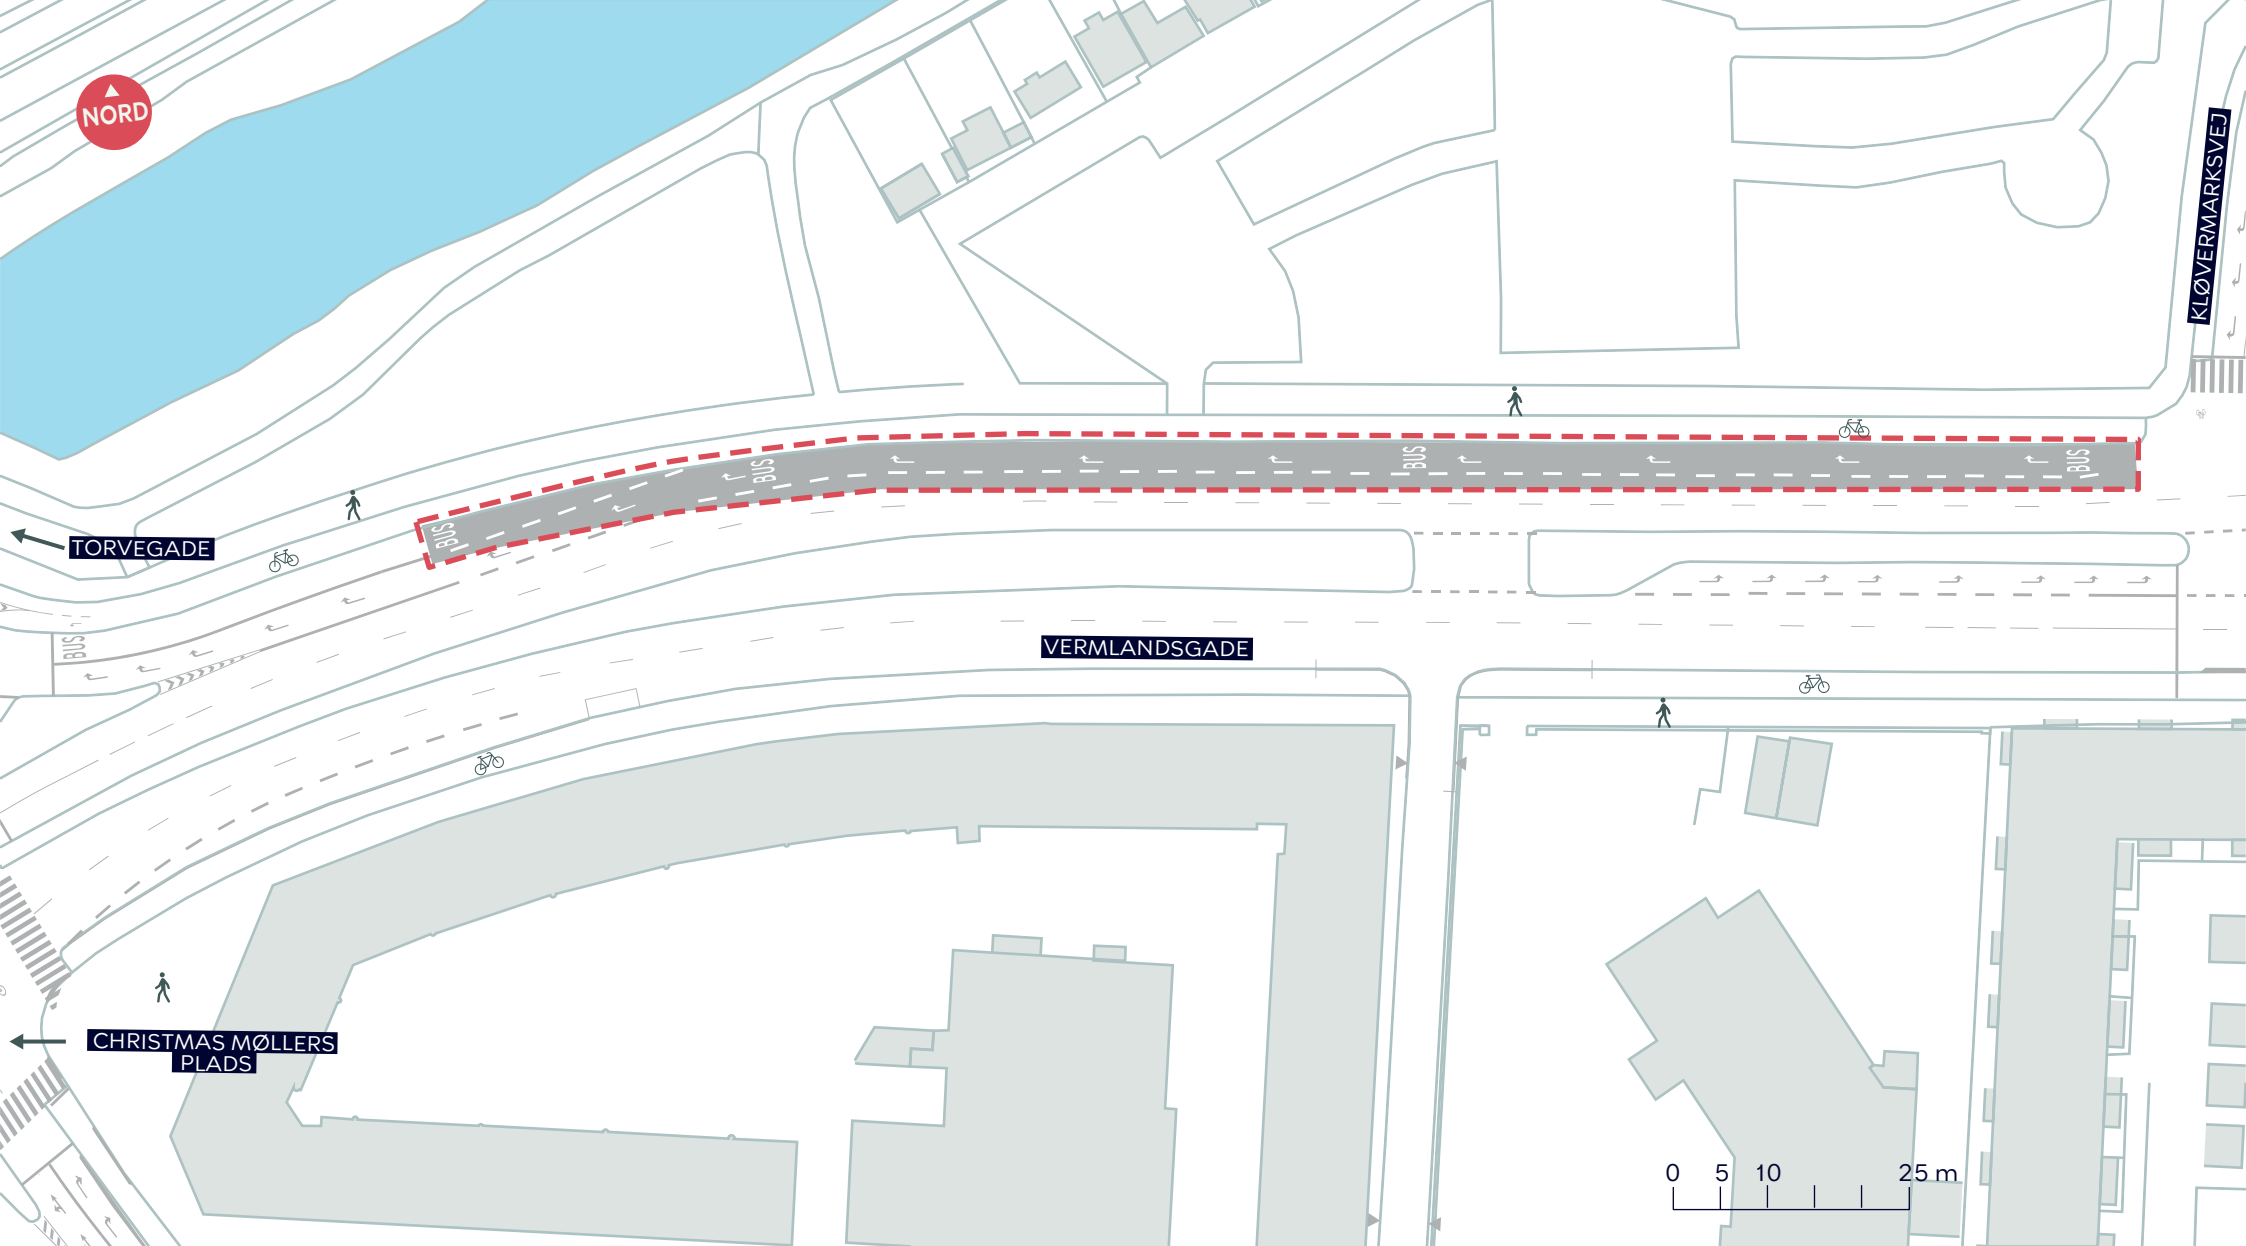 NORD
KLØVERMARKSVEJ
BUS
BUS
BUS
BUS
TORVEGADE
BUS
VERMLANDSGADE
CHRISTMAS MØLLERS
PLADS
0 5 10 25 m